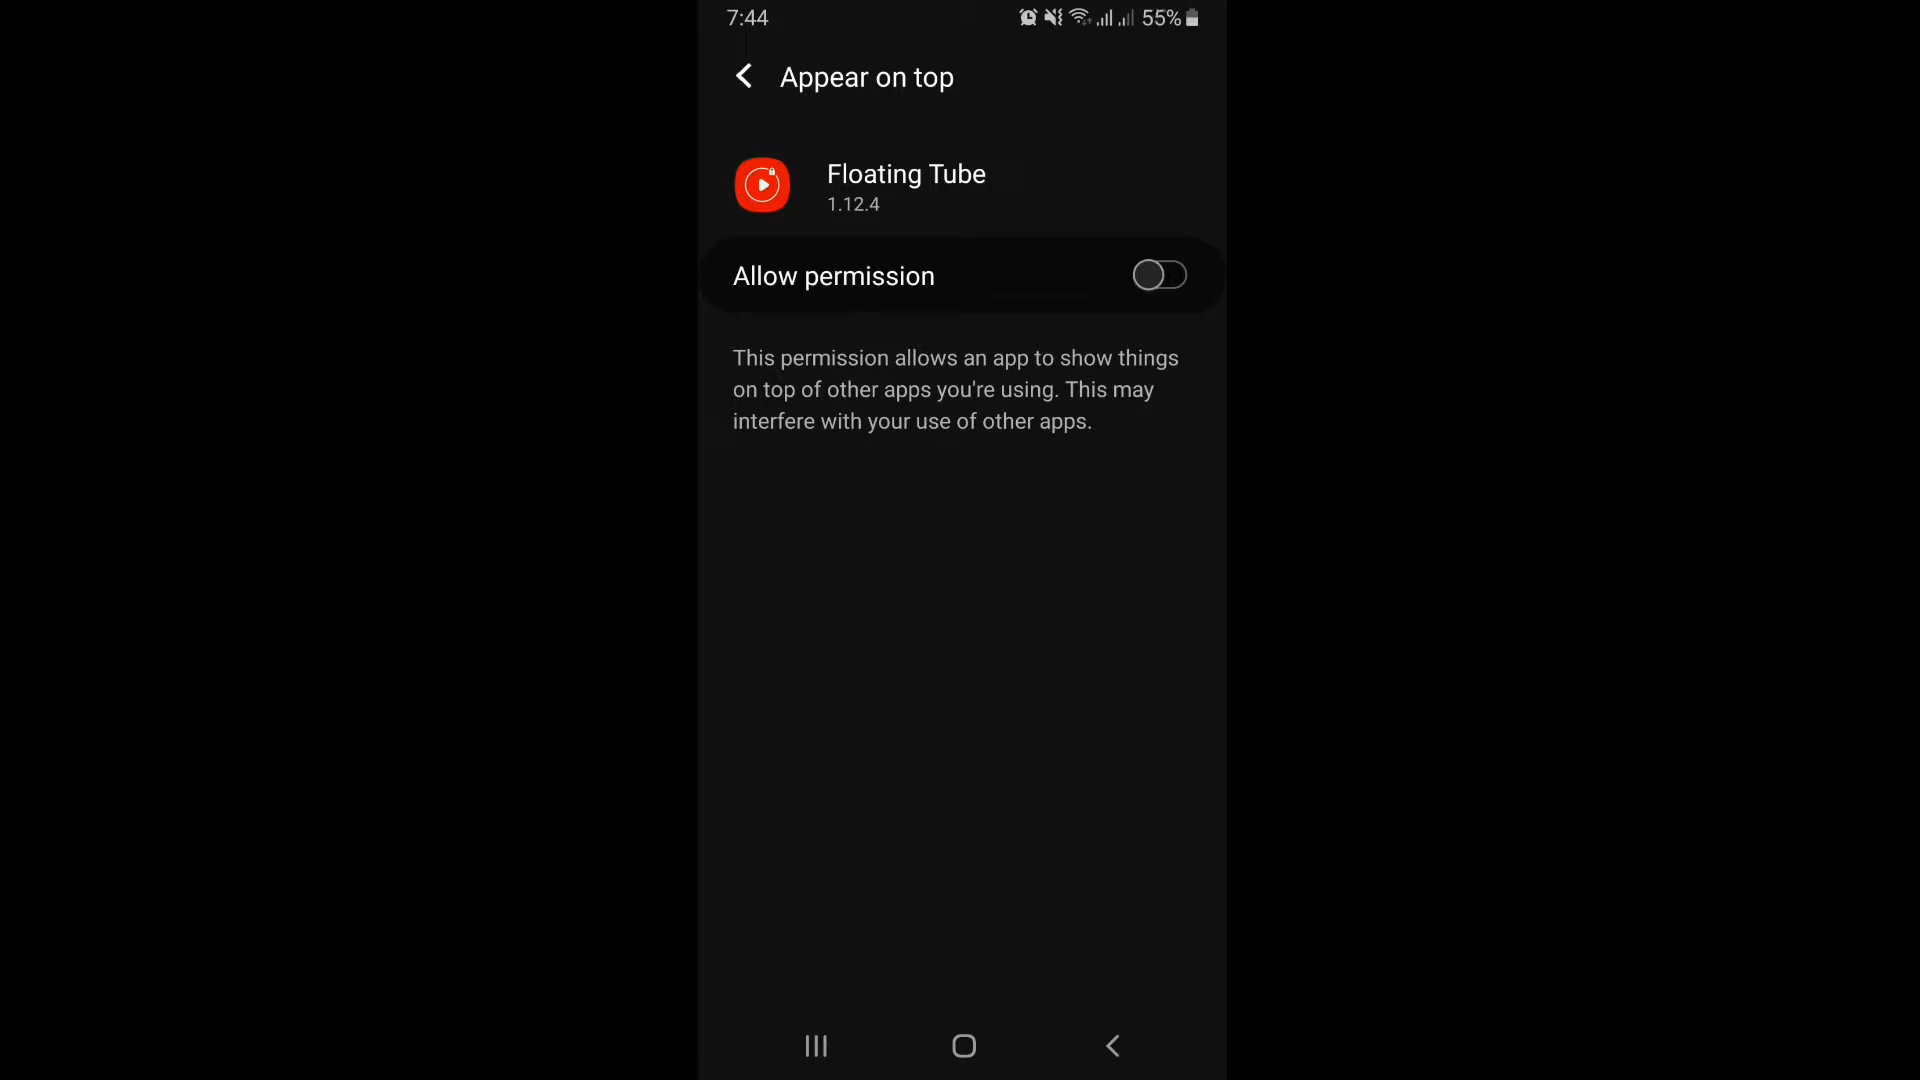 7:44
55%
Appear on top
Floating Tube
1.12.4
Allow permission
This permission allows an app to show things
on top of other apps you're using. This may
interfere with your use of other apps.